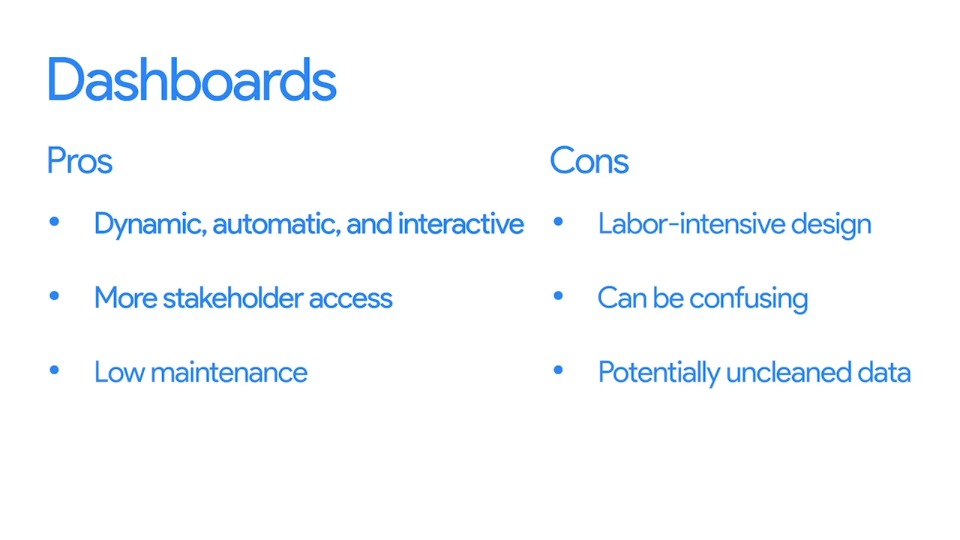 Dashboards
Pros
• Dynamic, automatic, and interactive
• More stakeholder access
• Low maintenance
Cons
• Labor-intensive design
• Can be confusing
• Potentially uncleaned data